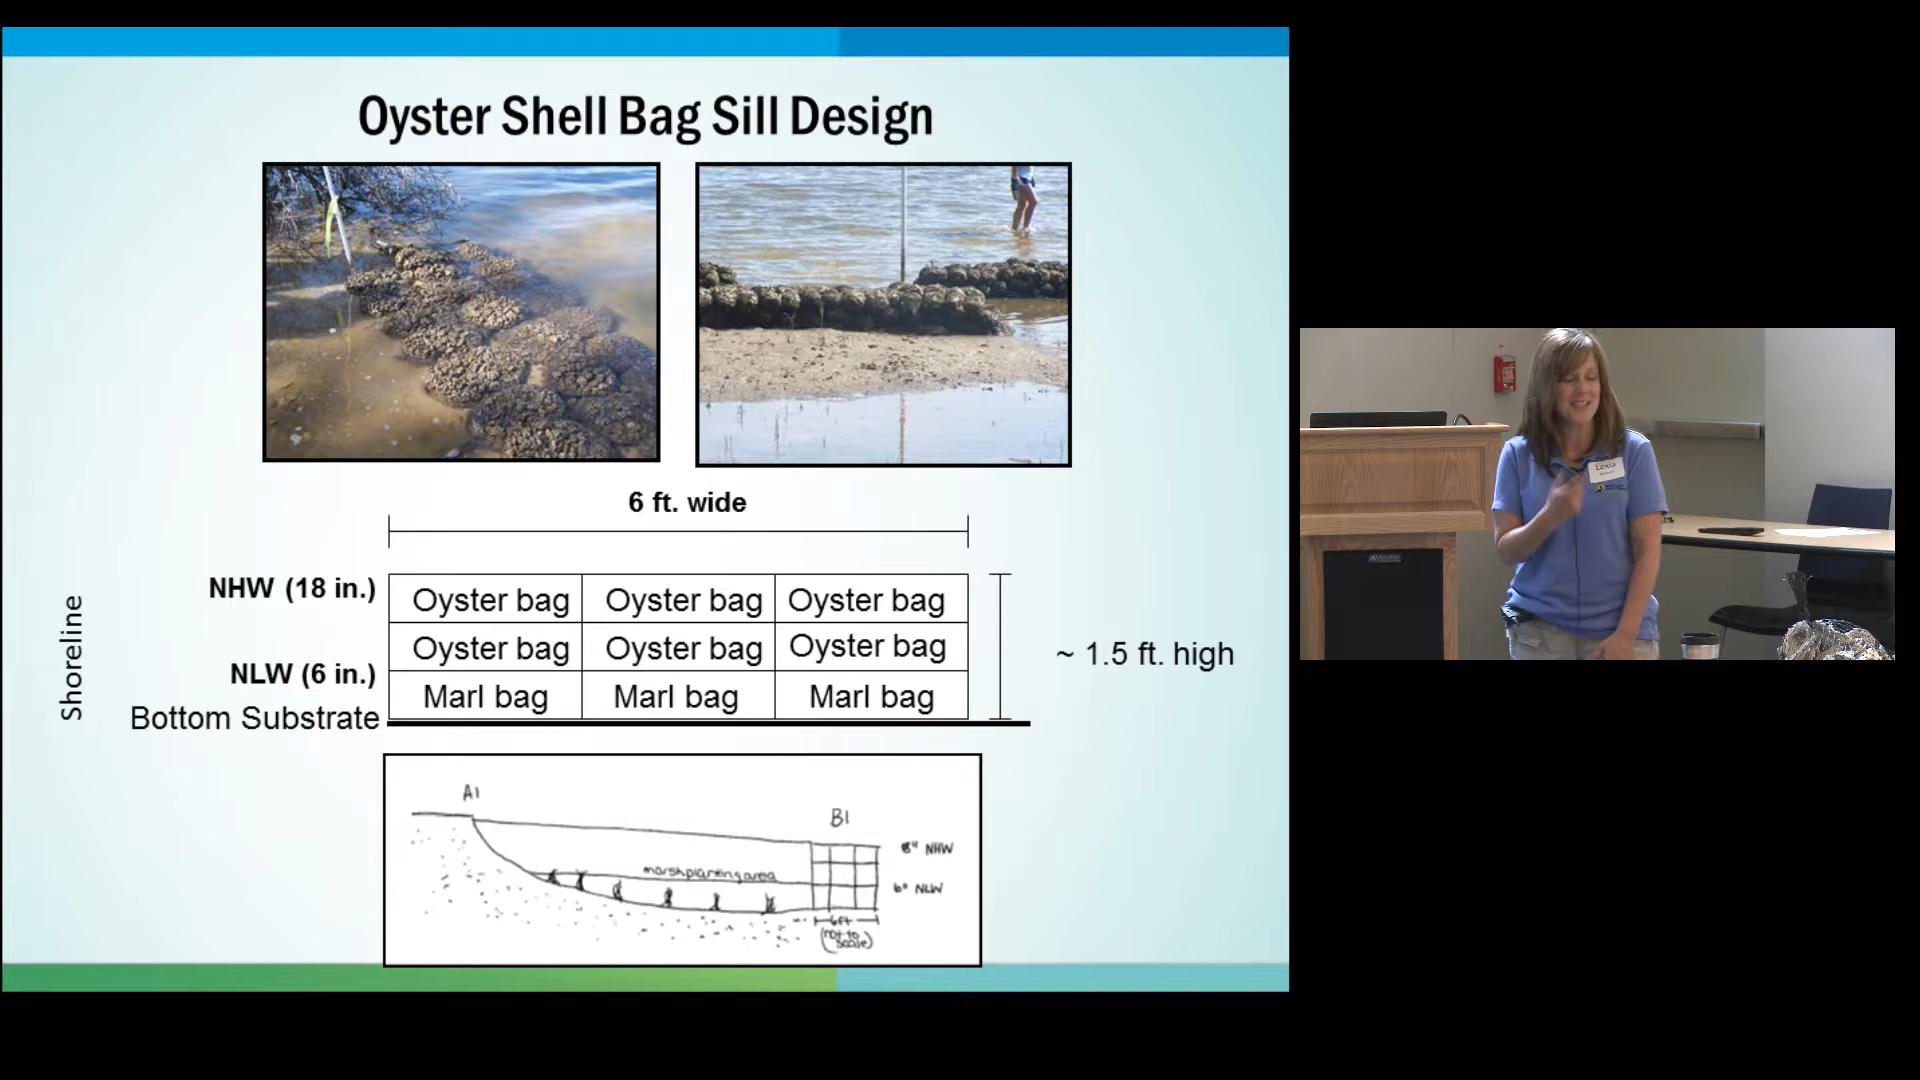 Oyster Shell Bag Sill Design
6 ft. wide
Shoreline
NHW (18 in.)
NLW (6 in.)
Bottom Substrate
Oyster bag Oyster bag Oyster bag
Oyster bag Oyster bag Oyster bag
Marl bag Marl bag Marl bag
~ 1.5 ft. high
A1
B1
8" NHW
marsh planting area
6" NLW
6ft
(not to
scale)
Lexia